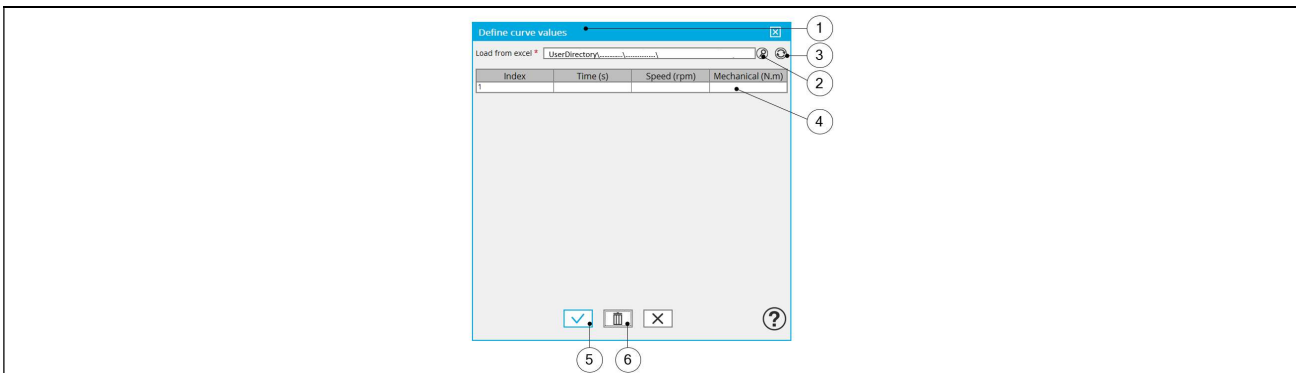 Define curve values
1
Load from excel * UserDirectory\............\...............\
3
2
Index Time (s) Speed (rpm) Mechanical (N.m)
1
4
?
5 6